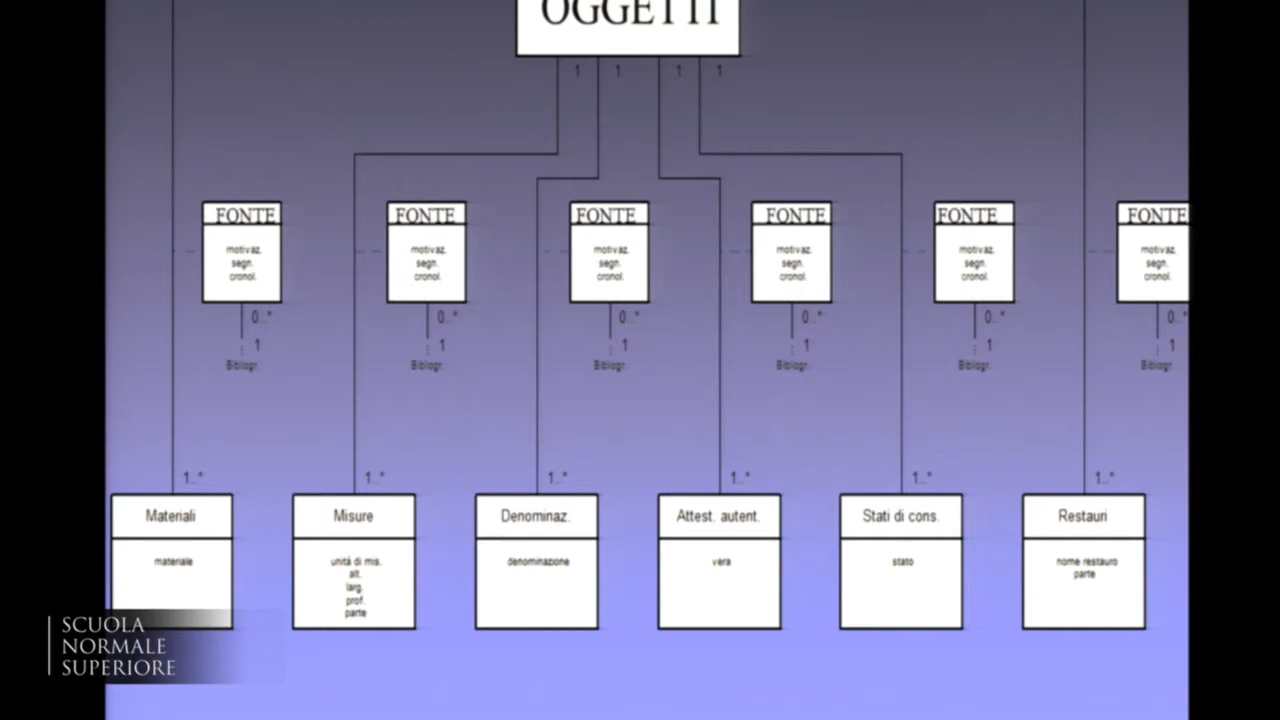 OGGETTI
1 1 1 1
FONTE FONTE FONTE FONTE FONTE FONTE
motivaz. motivaz. motivaz. motivaz. motivaz. motivaz.
segn. segn. segn. segn. segn. segn.
cronol. cronol. cronol. cronol. cronol. cronol.
0..* 0..* 0..* 0..* 0..* 0..*
1 1 1 1 1 1
Bibliogr. Bibliogr. Bibliogr. Bibliogr. Bibliogr. Bibliogr.
1..* 1..* 1..* 1..* 1..* 1..*
Materiali Misure Denominaz. Attest. autent. Stati di cons. Restauri
materiale unità di mis. denominazione vera stato nome restauro
alt. parte
larg.
prof.
parte
SCUOLA
NORMALE
SUPERIORE